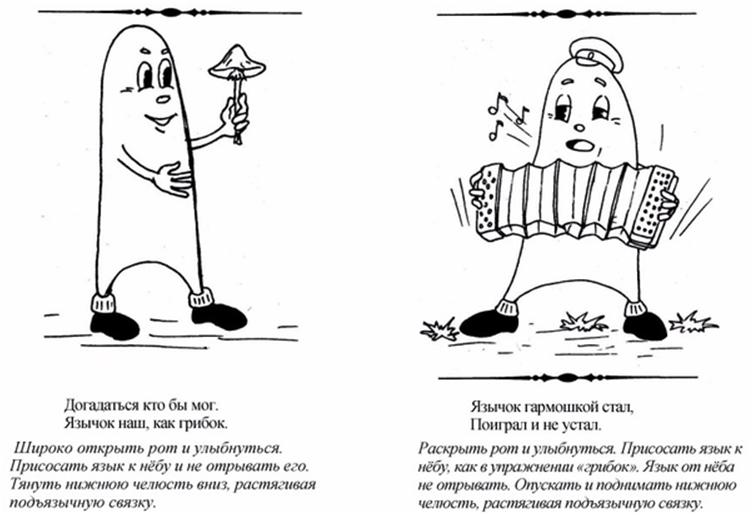 Догадаться кто бы мог.
Язычок наш, как грибок.
Широко открыть рот и улыбнуться.
Присосать язык к нёбу и не отрывать его.
Тянуть нижнюю челюсть вниз, растягивая
подъязычную связку.
Язычок гармошкой стал,
Поиграл и не устал.
Раскрыть рот и улыбнуться. Присосать язык к
нёбу, как в упражнении «грибок». Язык от нёба
не отрывать. Опускать и поднимать нижнюю
челюсть, растягивая подъязычную связку.